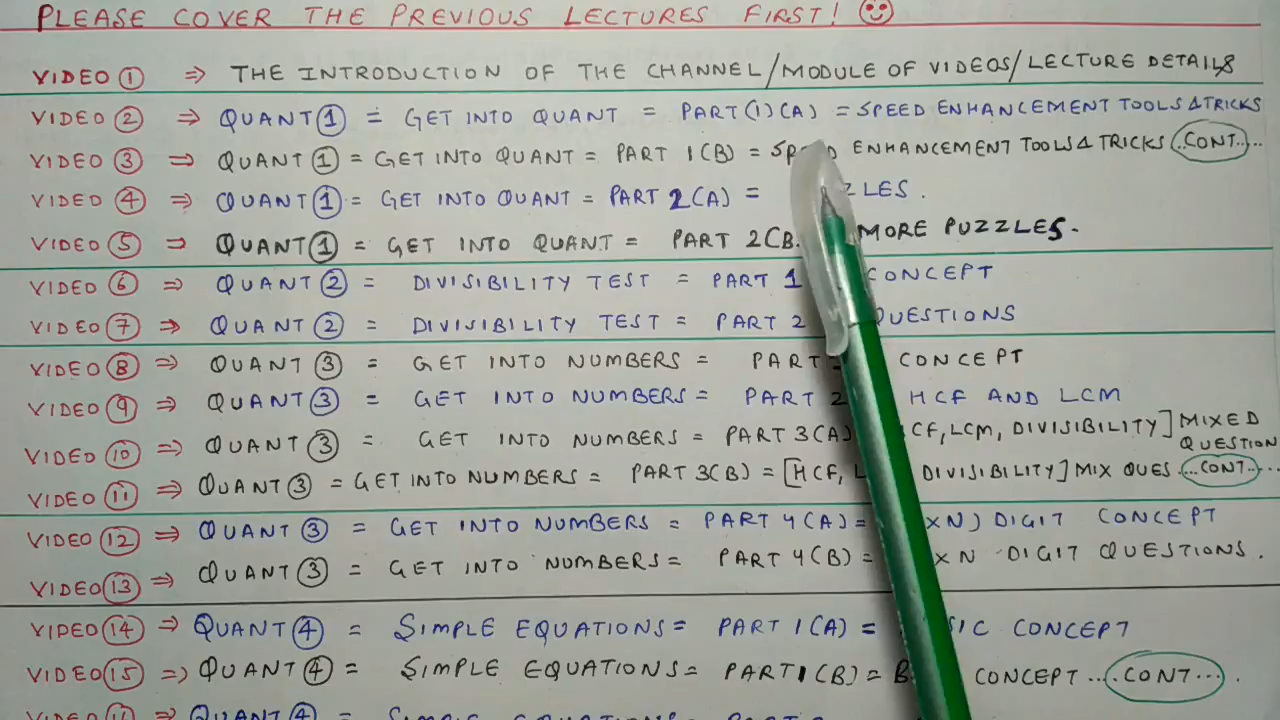 PLEASE COVER THE PREVIOUS LECTURES FIRST!
VIDEO ① ⇒ THE INTRODUCTION OF THE CHANNEL/MODULE OF VIDEOS/LECTURE DETAILS
VIDEO ② ⇒ QUANT ① = GET INTO QUANT = PART(1)(A) = SPEED ENHANCEMENT TOOLS & TRICKS
VIDEO ③ ⇒ QUANT ① = GET INTO QUANT = PART 1(B) = SPEED ENHANCEMENT TOOLS & TRICKS ..CONT...
VIDEO ④ ⇒ QUANT ① = GET INTO QUANT = PART 2(A) =
VIDEO ⑤ ⇒ QUANT ① = GET INTO QUANT = PART 2(B MORE PUZZLES.
VIDEO ⑥ ⇒ QUANT ② = DIVISIBILITY TEST = PART 1 CONCEPT
VIDEO ⑦ ⇒ QUANT ② = DIVISIBILITY TEST = PART 2 QUESTIONS
VIDEO ⑧ ⇒ QUANT ③ = GET INTO NUMBERS = PART CONCEPT
VIDEO ⑨ ⇒ QUANT ③ = GET INTO NUMBERS = PART 2 HCF AND LCM
VIDEO ⑩ ⇒ QUANT ③ = GET INTO NUMBERS = PART 3(A) CF, LCM, DIVISIBILITY] MIXED QUESTION
VIDEO ⑪ ⇒ QUANT ③ = GET INTO NUMBERS = PART 3(B) = [HCF, L DIVISIBILITY] MIX QUES ...CONT...
VIDEO ⑫ ⇒ QUANT ③ = GET INTO NUMBERS = PART 4(A) = XN) DIGIT CONCEPT
VIDEO ⑬ ⇒ QUANT ③ = GET INTO NUMBERS = PART 4(B) = XN DIGIT QUESTIONS.
VIDEO ⑭ ⇒ QUANT ④ = SIMPLE EQUATIONS = PART 1(A) = CONCEPT
VIDEO ⑮ ⇒ QUANT ④ = SIMPLE EQUATIONS = PART 1(B) = CONCEPT ...CONT...
QUANT ④ =